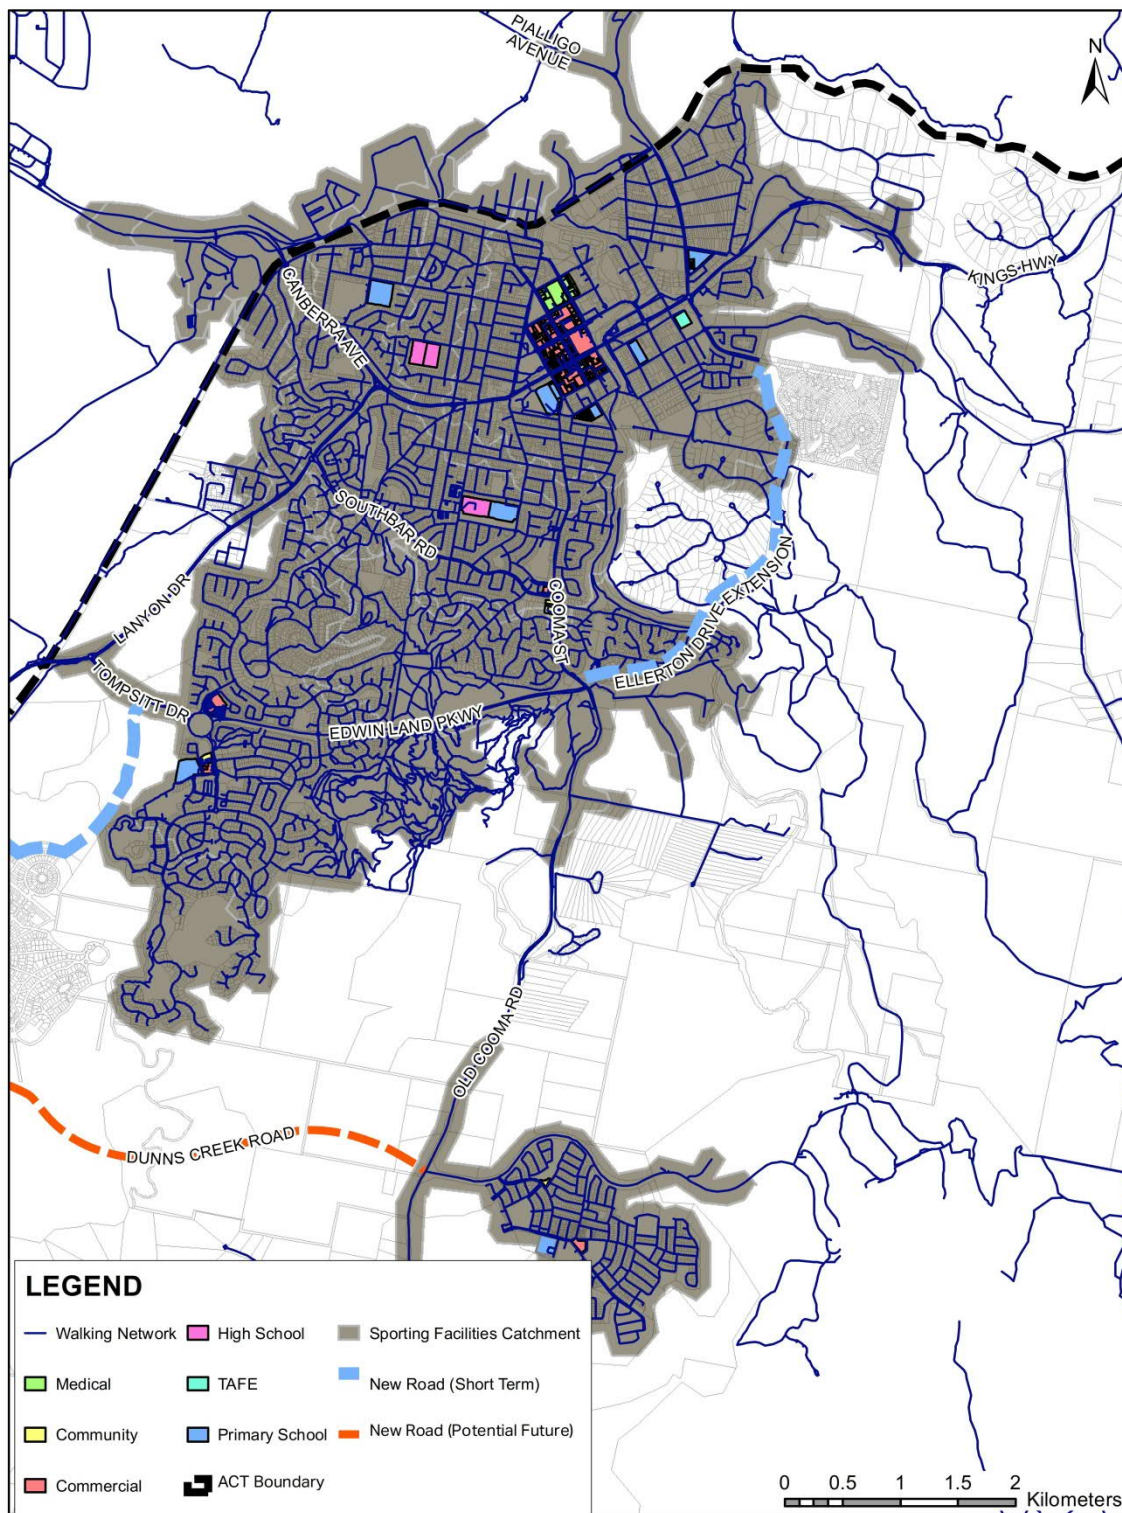 PIALLIGO
AVENUE
N
KINGS HWY
CANBERRA AVE
SOUTHBAR RD
COOMA ST
LANYON DR
ELLERTON DRIVE EXTENSION
TOMPSITT DR
EDWIN LAND PKWY
OLD COOMA RD
DUNNS CREEK ROAD
LEGEND
Walking Network
High School
Sporting Facilities Catchment
Medical
TAFE
New Road (Short Term)
Community
Primary School
New Road (Potential Future)
Commercial
ACT Boundary
0 0.5 1 1.5 2
Kilometers